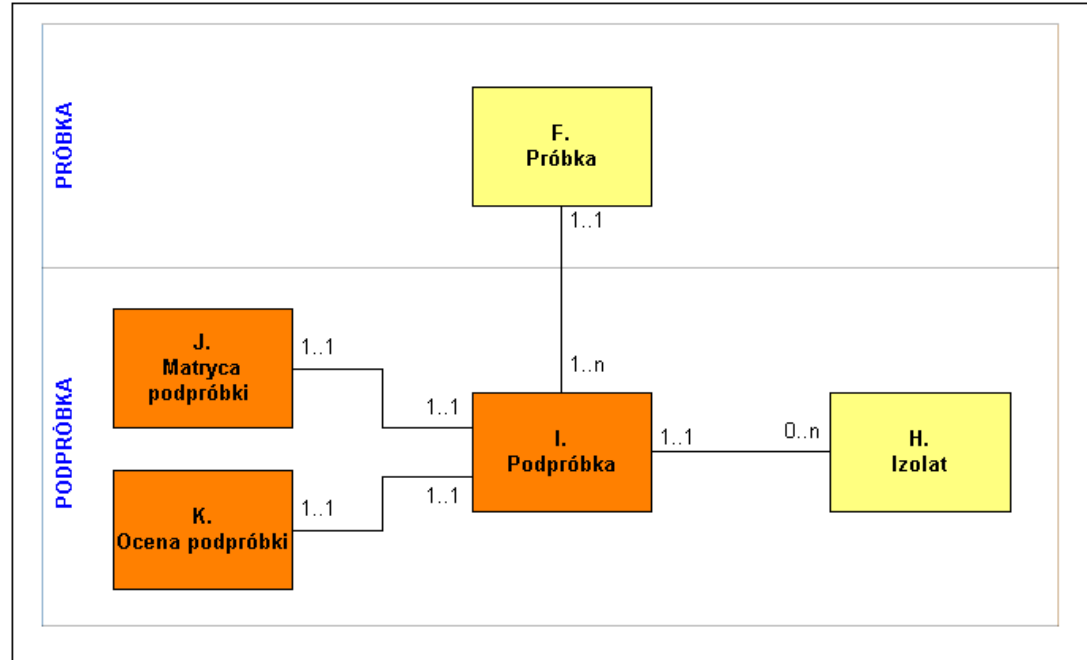 PRÓBKA
F.
Próbka
1..1
1..n
PODPRÓBKA
J.
Matryca
podpróbki
1..1
1..1
I.
Podpróbka
1..1
0..n
H.
Izolat
K.
Ocena podpróbki
1..1
1..1